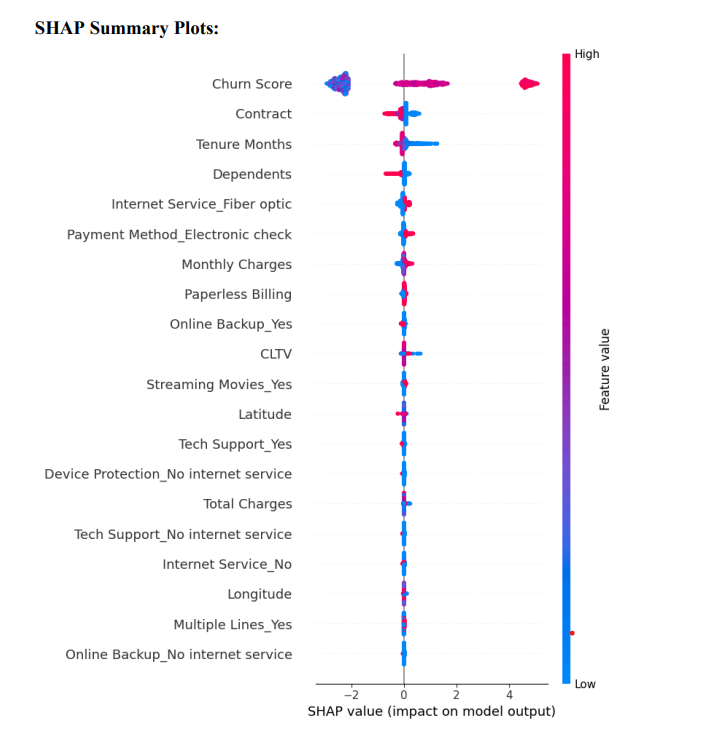 SHAP Summary Plots:
High
Churn Score
Contract
Tenure Months
Dependents
Internet Service_Fiber optic
Payment Method_Electronic check
Monthly Charges
Paperless Billing
Online Backup_Yes
CLTV
Streaming Movies_Yes
Latitude
Tech Support_Yes
Device Protection_No internet service
Total Charges
Tech Support_No internet service
Internet Service_No
Longitude
Multiple Lines_Yes
Online Backup_No internet service
Feature value
Low
−2 0 2 4
SHAP value (impact on model output)